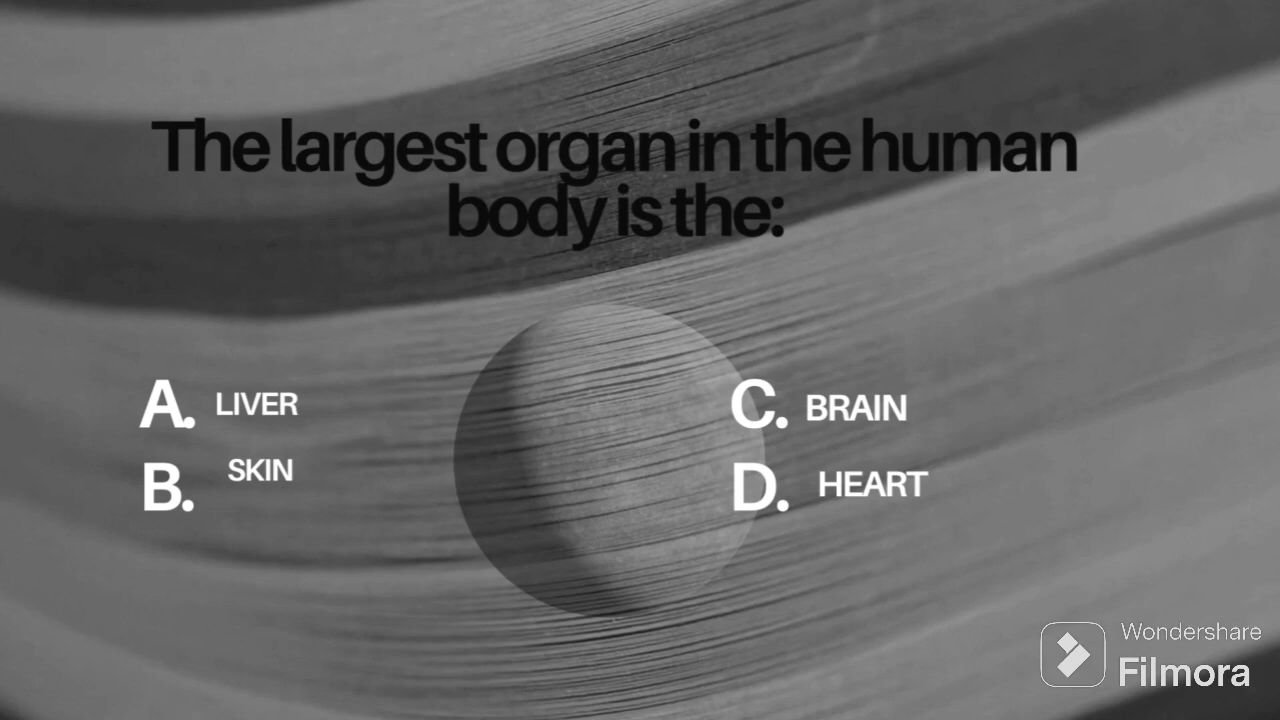 The largest organ in the human
body is the:
A. LIVER
B. SKIN
C. BRAIN
D. HEART
Wondershare
Filmora